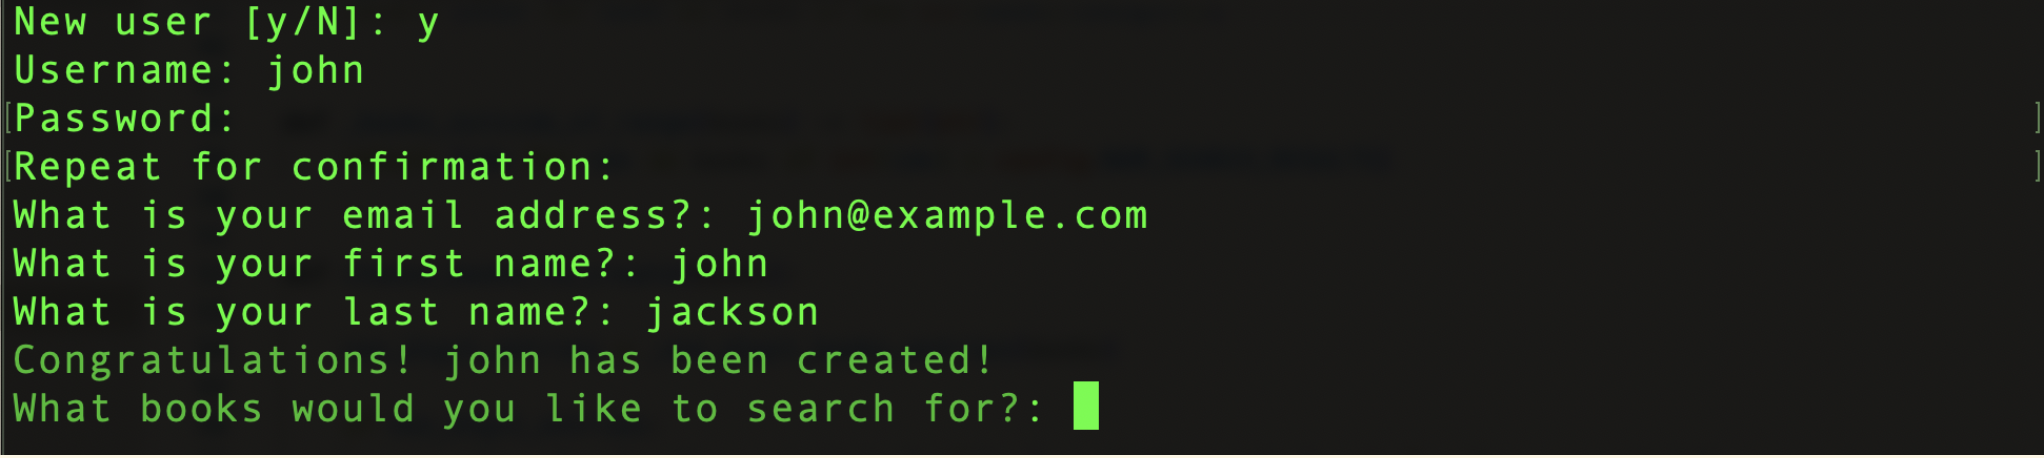 New user [y/N]: y
Username: john
[Password: ]
[Repeat for confirmation: ]
What is your email address?: john@example.com
What is your first name?: john
What is your last name?: jackson
Congratulations! john has been created!
What books would you like to search for?: